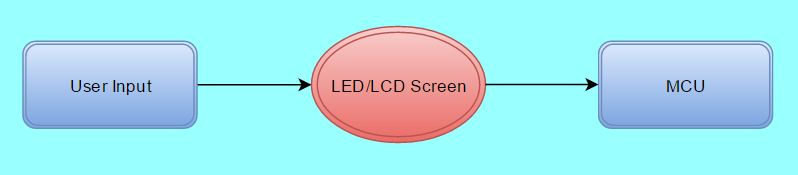 User Input
LED/LCD Screen
MCU